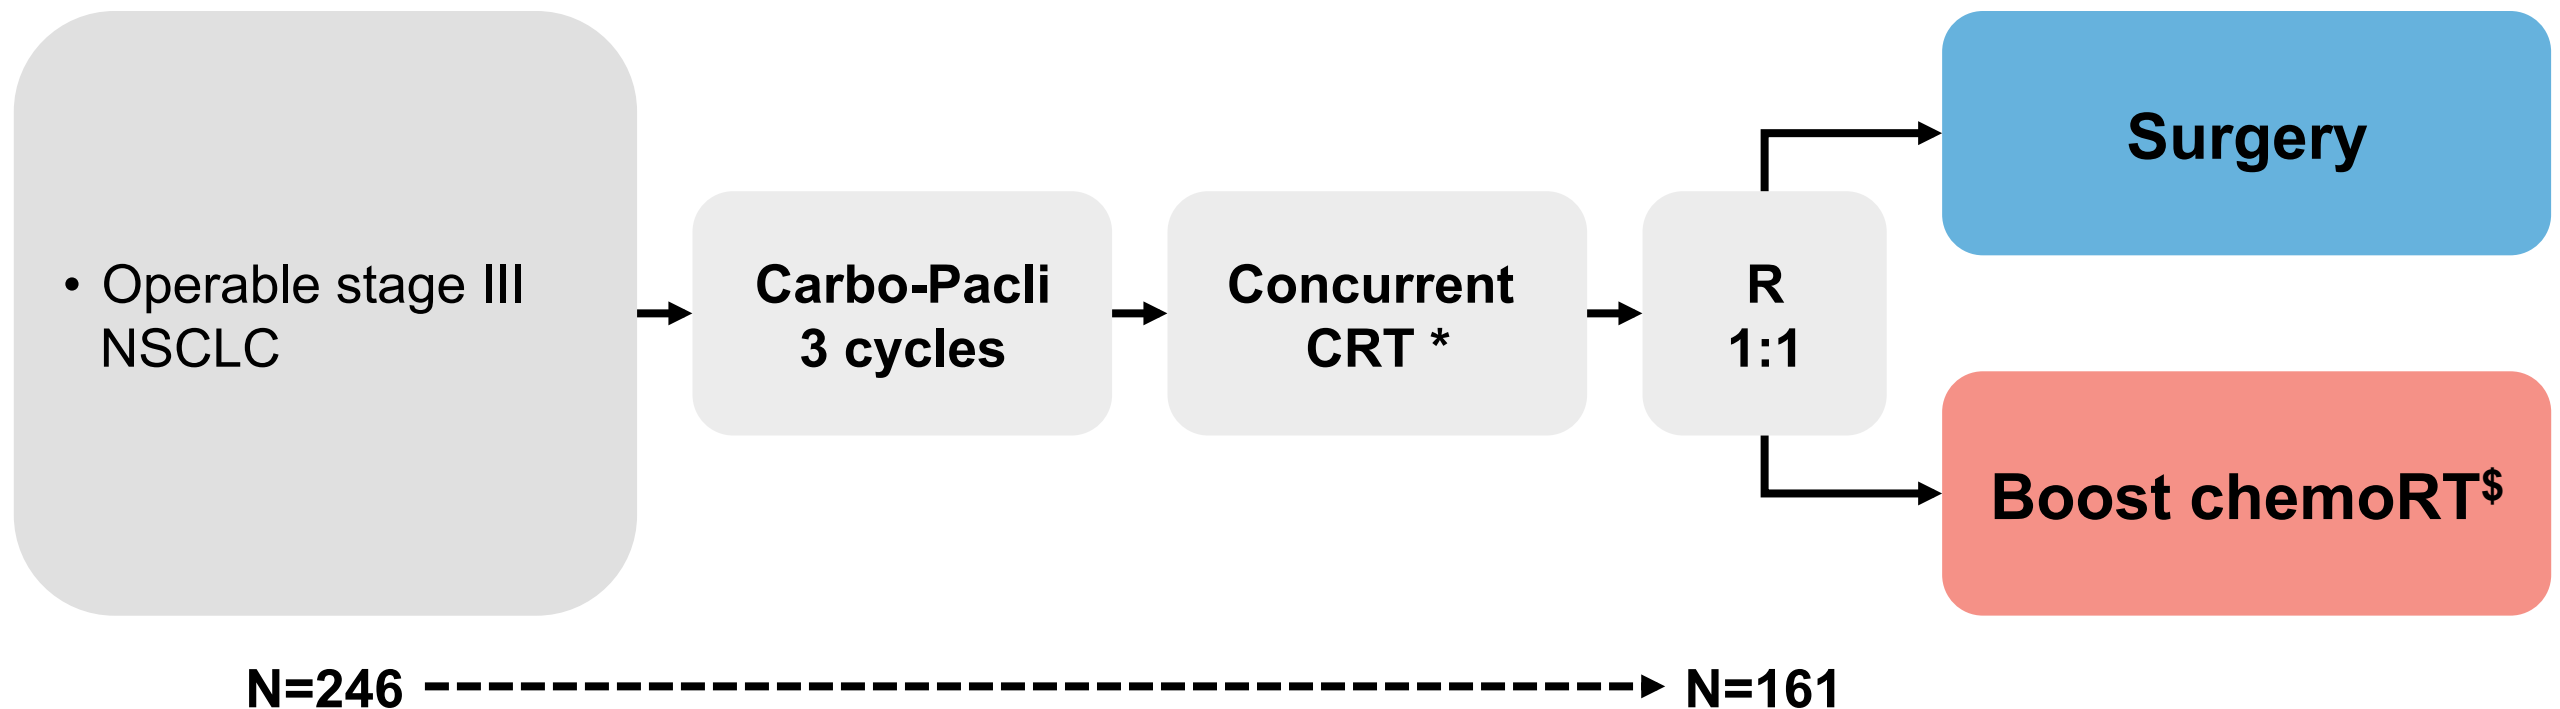 • Operable stage III
NSCLC
Carbo-Pacli
3 cycles
Concurrent
CRT *
R
1:1
Surgery
Boost chemoRT$
N=246
N=161